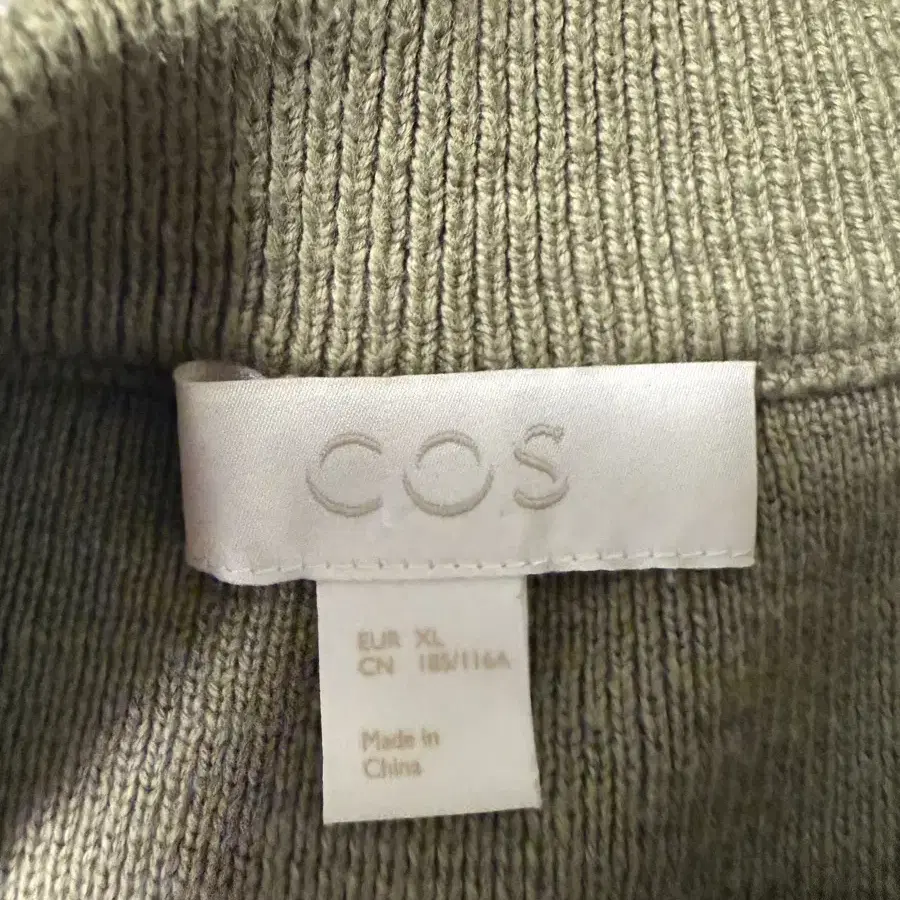 COS
EUR XL
CN 185/116A
Made in
China